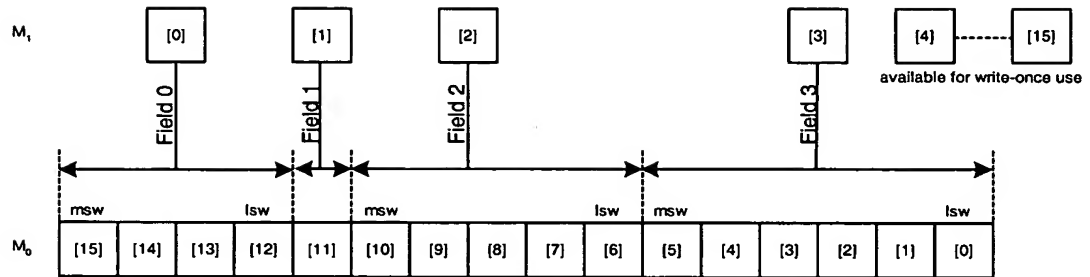 M₁ [0] [1] [2] [3] [4] [15]
available for write-once use
Field 0 Field 1 Field 2 Field 3
msw lsw msw lsw msw lsw
M₀ [15] [14] [13] [12] [11] [10] [9] [8] [7] [6] [5] [4] [3] [2] [1] [0]